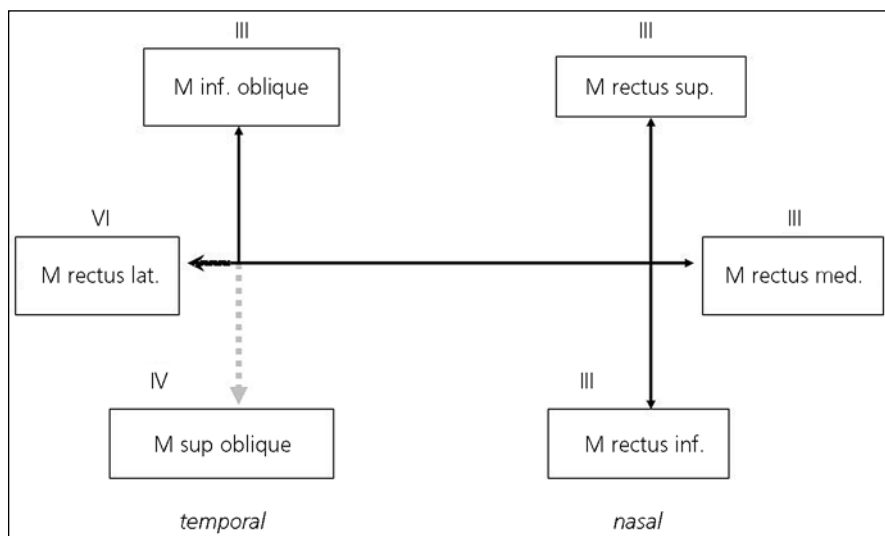 III III
M inf. oblique M rectus sup.
VI III
M rectus lat. M rectus med.
IV III
M sup oblique M rectus inf.
temporal nasal